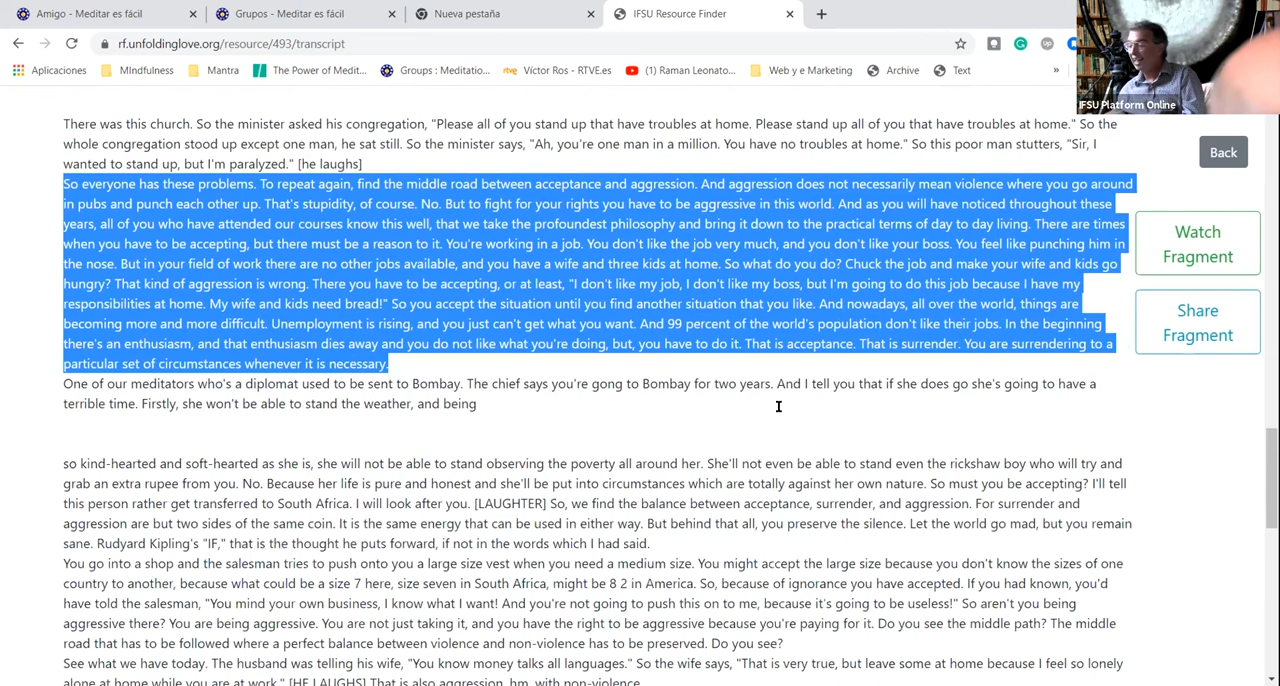 Amigo - Meditar es fácil
Grupos - Meditar es fácil
Nueva pestaña
IFSU Resource Finder
rf.unfoldinglove.org/resource/493/transcript
Aplicaciones
MIndfulness
Mantra
The Power of Medit...
Groups : Meditatio...
Víctor Ros - RTVE.es
(1) Raman Leonato...
Web y e Marketing
Archive
Text
»
IFSU Platform Online
There was this church. So the minister asked his congregation, "Please all of you stand up that have troubles at home. Please stand up all of you that have troubles at home." So the
whole congregation stood up except one man, he sat still. So the minister says, "Ah, you're one man in a million. You have no troubles at home." So this poor man stutters, "Sir, I
wanted to stand up, but I'm paralyzed." [he laughs]
So everyone has these problems. To repeat again, find the middle road between acceptance and aggression. And aggression does not necessarily mean violence where you go around
in pubs and punch each other up. That's stupidity, of course. No. But to fight for your rights you have to be aggressive in this world. And as you will have noticed throughout these
years, all of you who have attended our courses know this well, that we take the profoundest philosophy and bring it down to the practical terms of day to day living. There are times
when you have to be accepting, but there must be a reason to it. You're working in a job. You don't like the job very much, and you don't like your boss. You feel like punching him in
the nose. But in your field of work there are no other jobs available, and you have a wife and three kids at home. So what do you do? Chuck the job and make your wife and kids go
hungry? That kind of aggression is wrong. There you have to be accepting, or at least, "I don't like my job, I don't like my boss, but I'm going to do this job because I have my
responsibilities at home. My wife and kids need bread!" So you accept the situation until you find another situation that you like. And nowadays, all over the world, things are
becoming more and more difficult. Unemployment is rising, and you just can't get what you want. And 99 percent of the world's population don't like their jobs. In the beginning
there's an enthusiasm, and that enthusiasm dies away and you do not like what you're doing, but, you have to do it. That is acceptance. That is surrender. You are surrendering to a
particular set of circumstances whenever it is necessary.
One of our meditators who's a diplomat used to be sent to Bombay. The chief says you're gong to Bombay for two years. And I tell you that if she does go she's going to have a
terrible time. Firstly, she won't be able to stand the weather, and being
so kind-hearted and soft-hearted as she is, she will not be able to stand observing the poverty all around her. She'll not even be able to stand even the rickshaw boy who will try and
grab an extra rupee from you. No. Because her life is pure and honest and she'll be put into circumstances which are totally against her own nature. So must you be accepting? I'll tell
this person rather get transferred to South Africa. I will look after you. [LAUGHTER] So, we find the balance between acceptance, surrender, and aggression. For surrender and
aggression are but two sides of the same coin. It is the same energy that can be used in either way. But behind that all, you preserve the silence. Let the world go mad, but you remain
sane. Rudyard Kipling's "IF," that is the thought he puts forward, if not in the words which I had said.
You go into a shop and the salesman tries to push onto you a large size vest when you need a medium size. You might accept the large size because you don't know the sizes of one
country to another, because what could be a size 7 here, size seven in South Africa, might be 8 2 in America. So, because of ignorance you have accepted. If you had known, you'd
have told the salesman, "You mind your own business, I know what I want! And you're not going to push this on to me, because it's going to be useless!" So aren't you being
aggressive there? You are being aggressive. You are not just taking it, and you have the right to be aggressive because you're paying for it. Do you see the middle path? The middle
road that has to be followed where a perfect balance between violence and non-violence has to be preserved. Do you see?
See what we have today. The husband was telling his wife, "You know money talks all languages." So the wife says, "That is very true, but leave some at home because I feel so lonely
alone at home while you are at work." [HE LAUGHS] That is also aggression, hm, with non-violence.
Back
Watch
Fragment
Share
Fragment